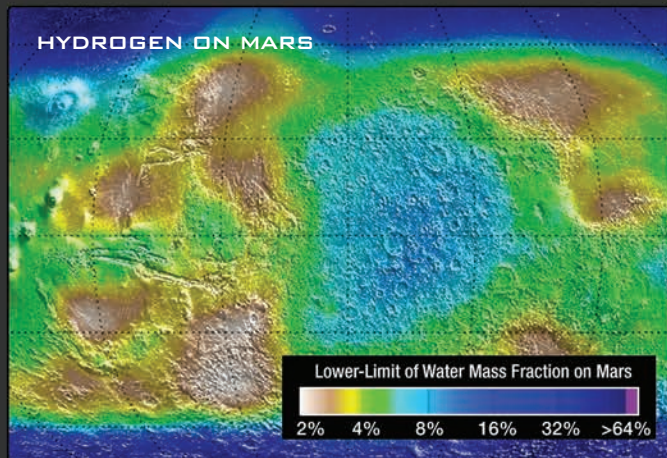 HYDROGEN ON MARS
Lower-Limit of Water Mass Fraction on Mars
2% 4% 8% 16% 32% >64%